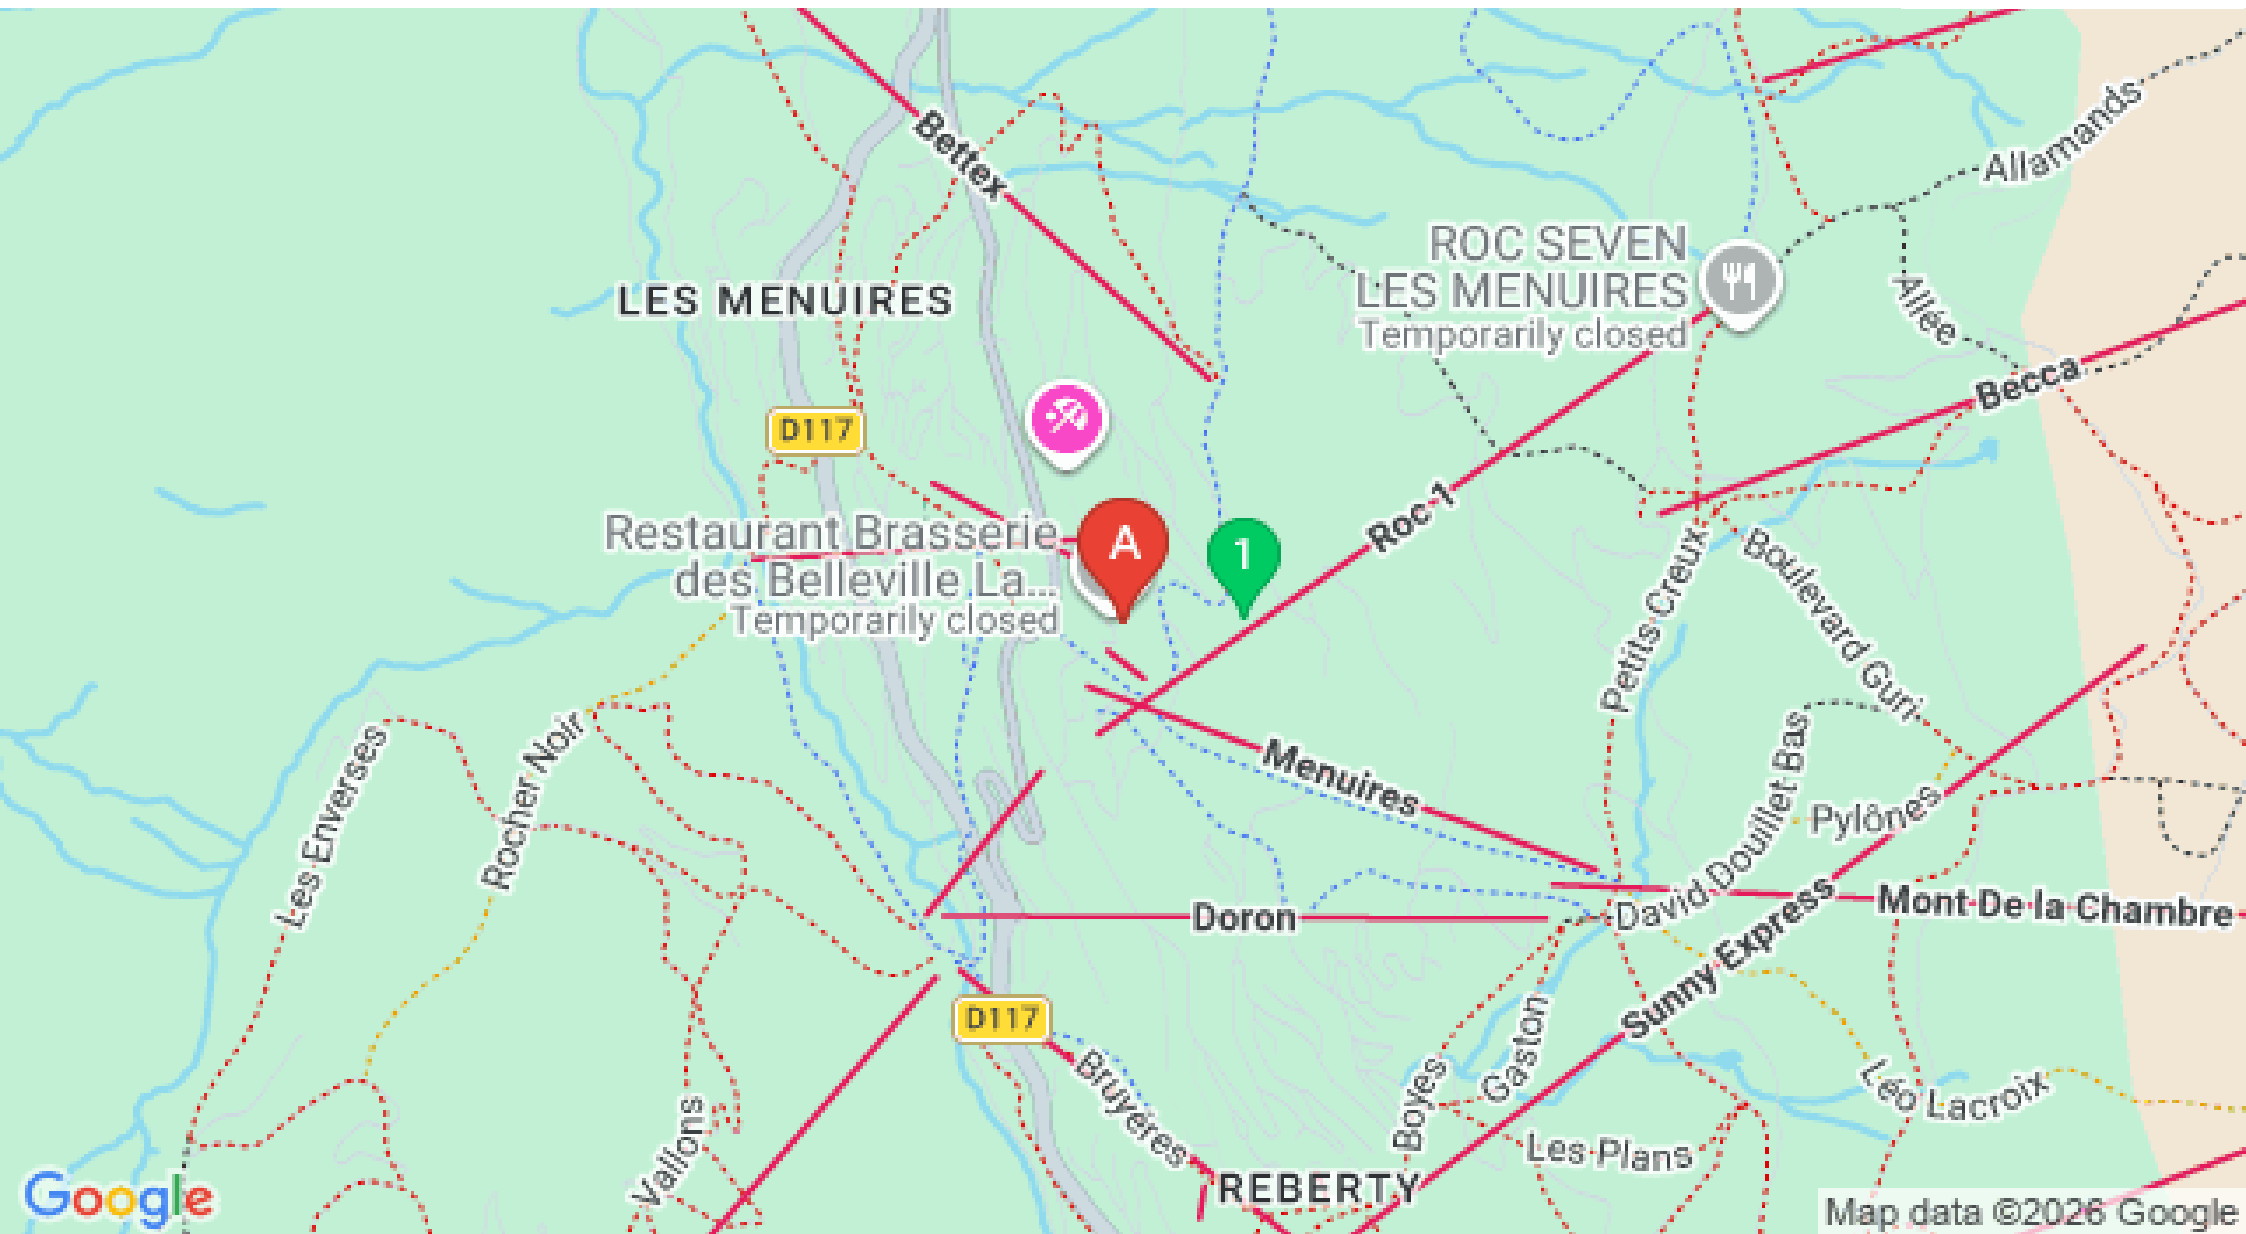 Bettex
Allamands
ROC SEVEN
LES MENUIRES
Temporarily closed
LES MENUIRES
Allée
Becca
D117
Roc 1
Restaurant Brasserie
des Belleville La...
Temporarily closed
A
1
Petits Creux
Boulevard Guri
Les Enverses
Rocher Noir
Menuires
David Douillet Bas
Pylônes
Doron
Mont De la Chambre
Sunny Express
D117
Bruyères
Gaston
Boyes
Léo Lacroix
Vallons
Les Plans
REBERTY
Google
Map data ©2026 Google